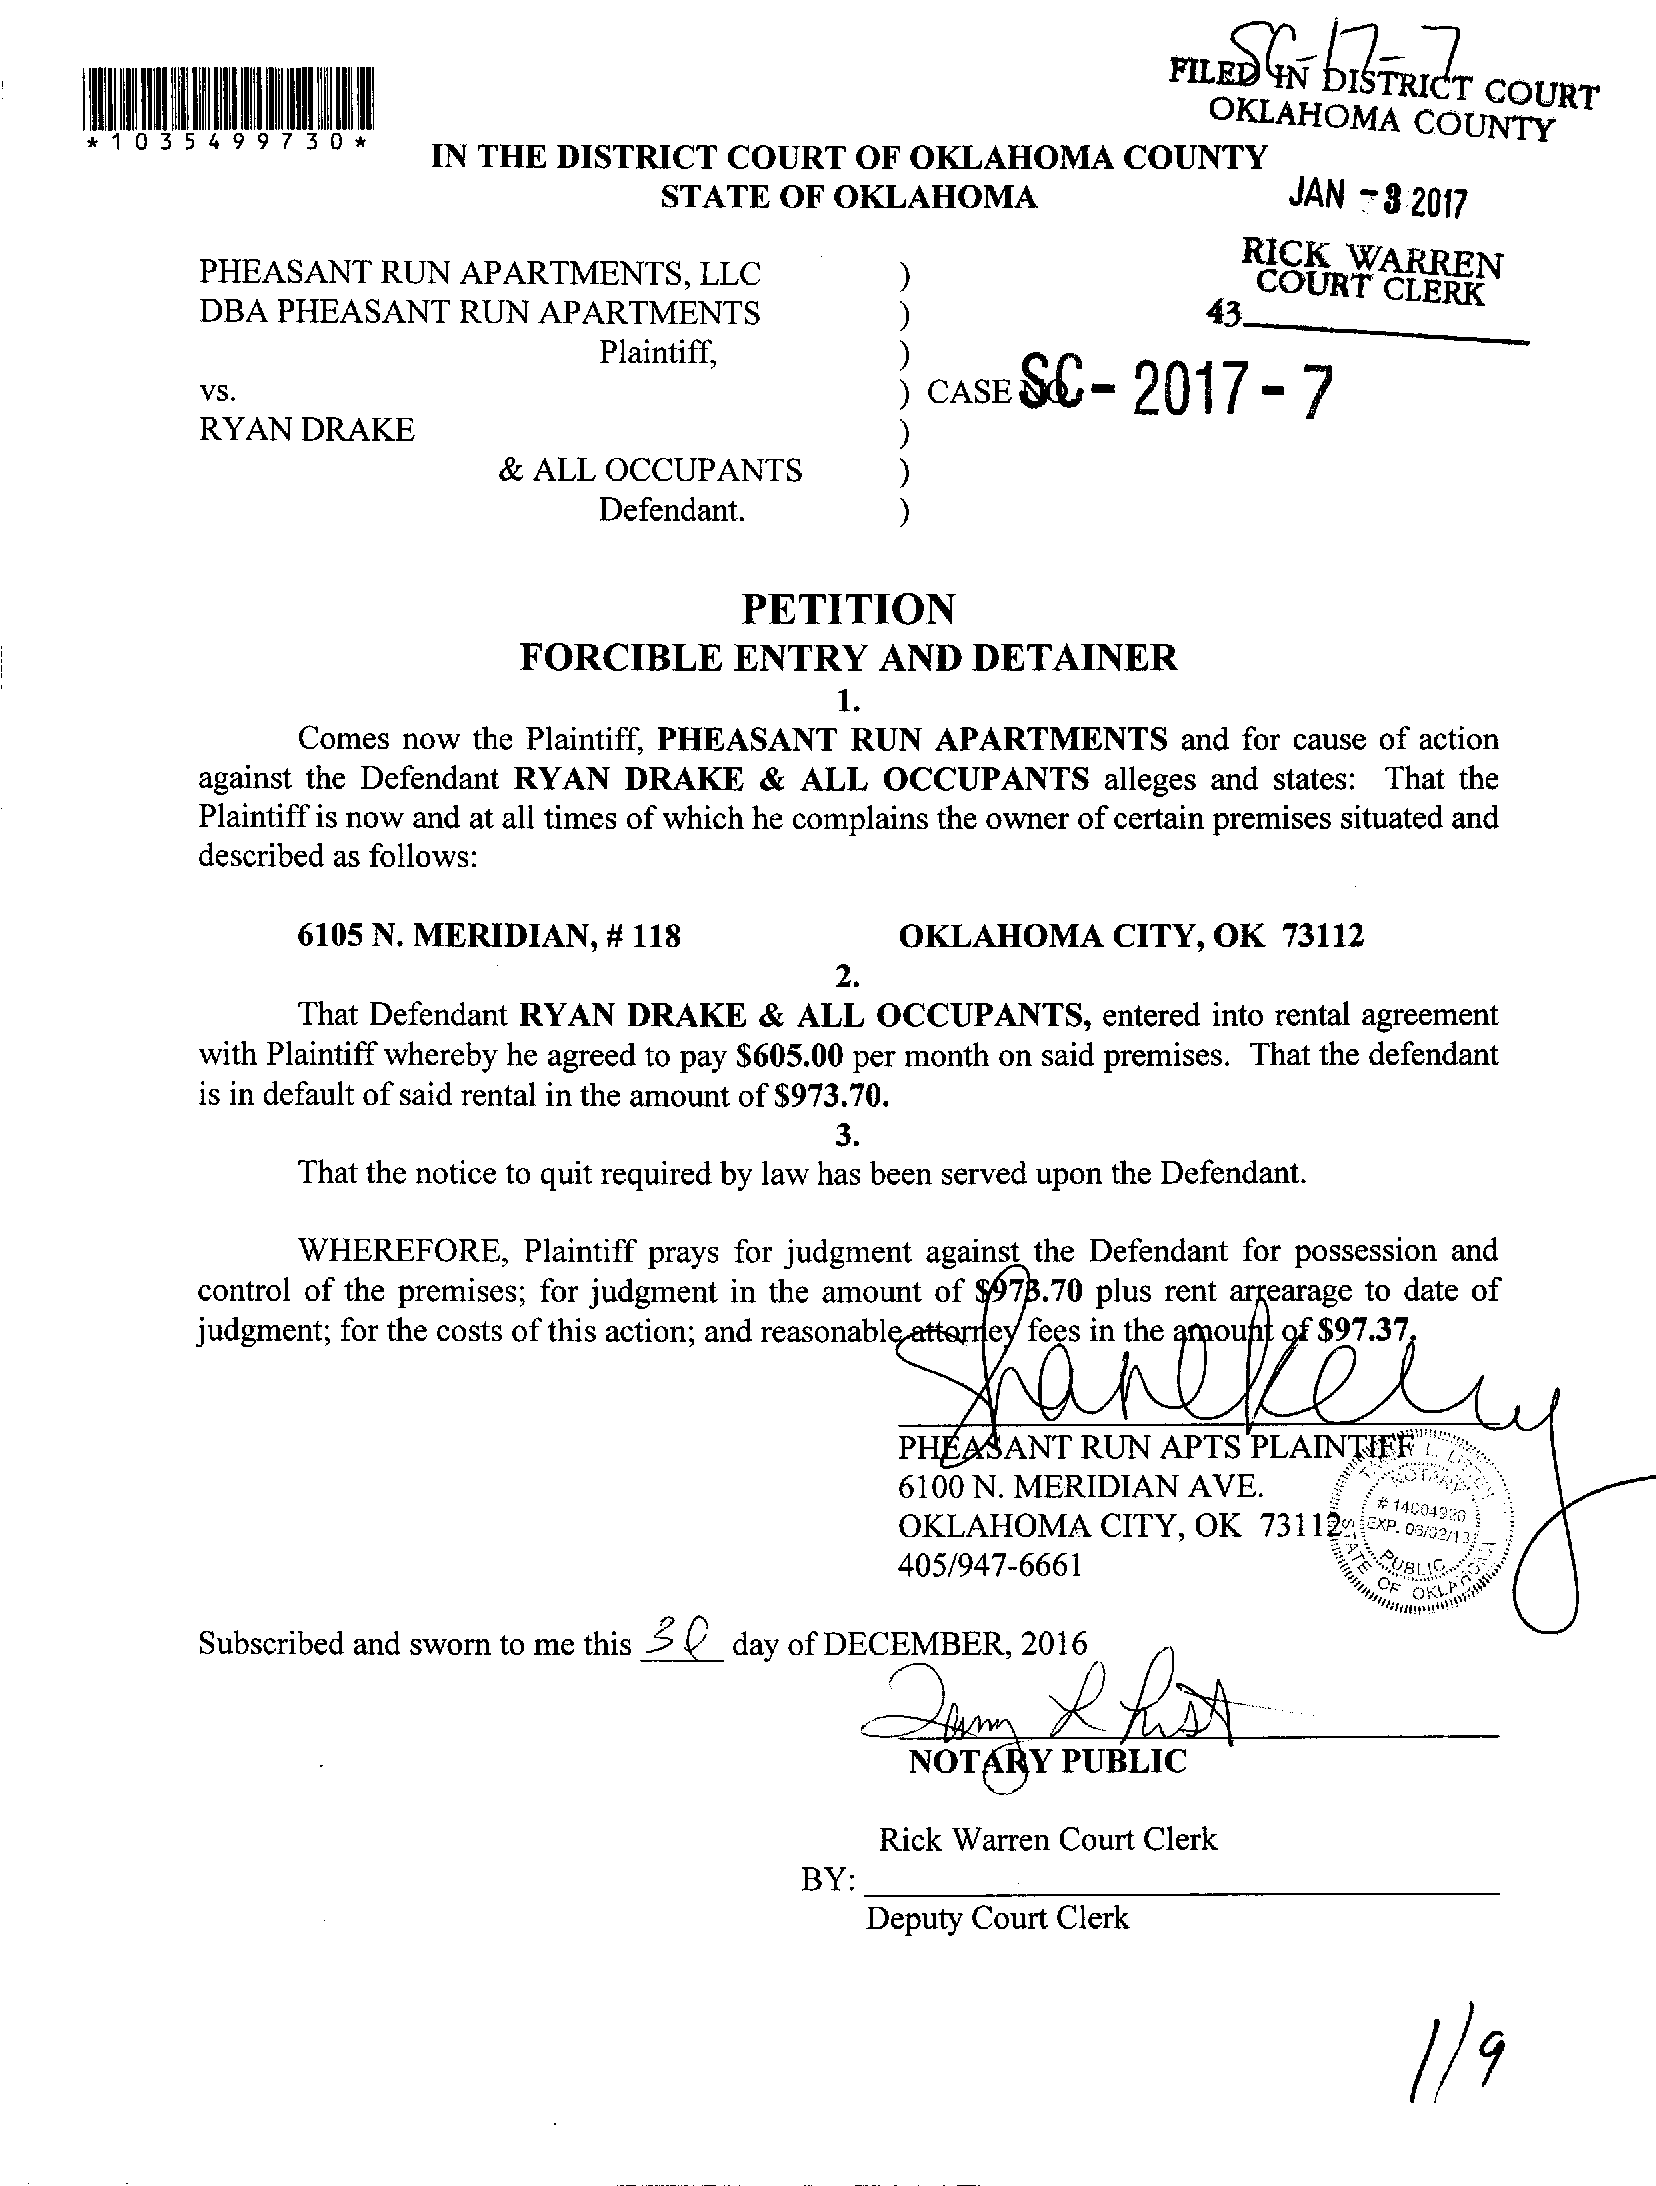 SC-17-7
FILED IN DISTRICT COURT
OKLAHOMA COUNTY
*1035499730*
IN THE DISTRICT COURT OF OKLAHOMA COUNTY
STATE OF OKLAHOMA
JAN -3 2017
RICK WARREN
COURT CLERK
43
PHEASANT RUN APARTMENTS, LLC )
DBA PHEASANT RUN APARTMENTS )
Plaintiff, )
vs. ) CASE NO. SC-2017-7
RYAN DRAKE )
& ALL OCCUPANTS )
Defendant. )
PETITION
FORCIBLE ENTRY AND DETAINER
1.
Comes now the Plaintiff, PHEASANT RUN APARTMENTS and for cause of action
against the Defendant RYAN DRAKE & ALL OCCUPANTS alleges and states: That the
Plaintiff is now and at all times of which he complains the owner of certain premises situated and
described as follows:
6105 N. MERIDIAN, # 118 OKLAHOMA CITY, OK 73112
2.
That Defendant RYAN DRAKE & ALL OCCUPANTS, entered into rental agreement
with Plaintiff whereby he agreed to pay $605.00 per month on said premises. That the defendant
is in default of said rental in the amount of $973.70.
3.
That the notice to quit required by law has been served upon the Defendant.
WHEREFORE, Plaintiff prays for judgment against the Defendant for possession and
control of the premises; for judgment in the amount of $973.70 plus rent arrearage to date of
judgment; for the costs of this action; and reasonable attorney fees in the amount of $97.37.
PHEASANT RUN APTS PLAINTIFF
6100 N. MERIDIAN AVE.
OKLAHOMA CITY, OK 73112
405/947-6661
NOTARY
PUBLIC
STATE OF OKLAHOMA
Subscribed and sworn to me this 30 day of DECEMBER, 2016
NOTARY PUBLIC
Rick Warren Court Clerk
BY:
Deputy Court Clerk
1/9